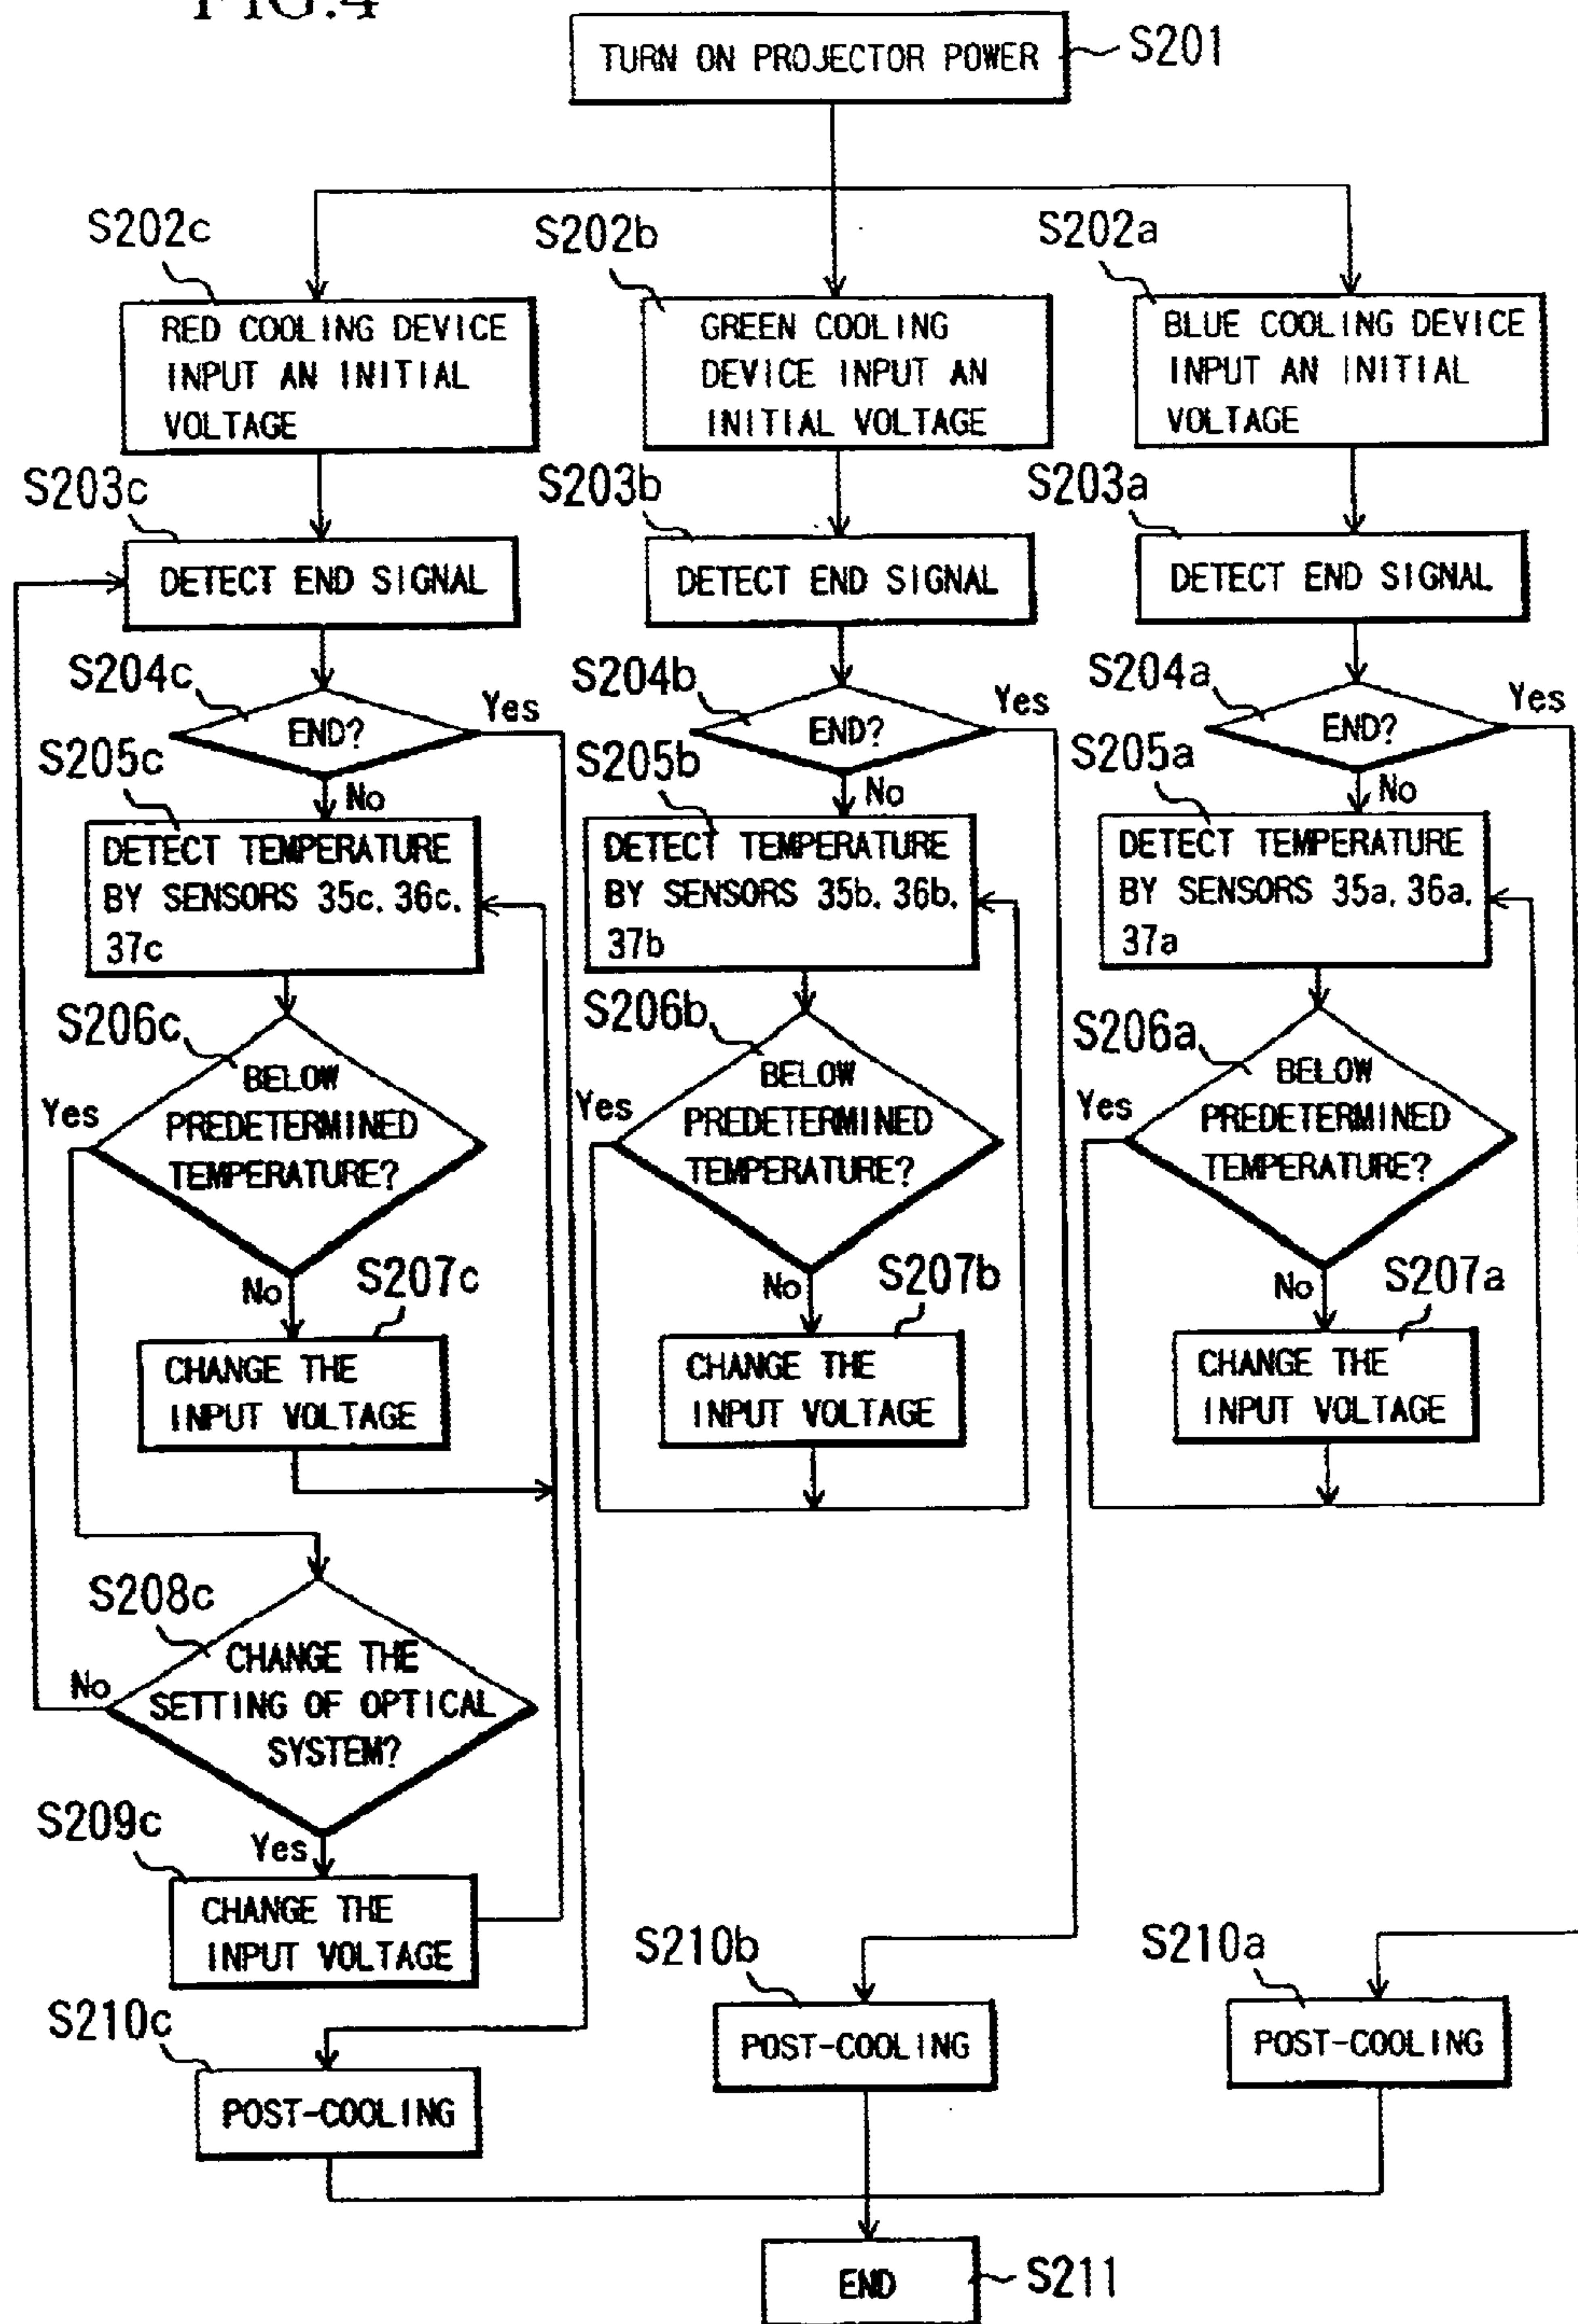 FIG.4
TURN ON PROJECTOR POWER
S201
S202c
S202b
S202a
RED COOLING DEVICE
INPUT AN INITIAL
VOLTAGE
GREEN COOLING
DEVICE INPUT AN
INITIAL VOLTAGE
BLUE COOLING DEVICE
INPUT AN INITIAL
VOLTAGE
S203c
S203b
S203a
DETECT END SIGNAL
DETECT END SIGNAL
DETECT END SIGNAL
S204c
END?
Yes
No
S204b
END?
Yes
No
S204a
END?
Yes
No
S205c
DETECT TEMPERATURE
BY SENSORS 35c, 36c,
37c
S205b
DETECT TEMPERATURE
BY SENSORS 35b, 36b,
37b
S205a
DETECT TEMPERATURE
BY SENSORS 35a, 36a,
37a
S206c
BELOW
PREDETERMINED
TEMPERATURE?
Yes
No
S206b
BELOW
PREDETERMINED
TEMPERATURE?
Yes
No
S206a
BELOW
PREDETERMINED
TEMPERATURE?
Yes
No
S207c
CHANGE THE
INPUT VOLTAGE
S207b
CHANGE THE
INPUT VOLTAGE
S207a
CHANGE THE
INPUT VOLTAGE
S208c
CHANGE THE
SETTING OF OPTICAL
SYSTEM?
No
Yes
S209c
CHANGE THE
INPUT VOLTAGE
S210c
POST-COOLING
S210b
POST-COOLING
S210a
POST-COOLING
END
S211